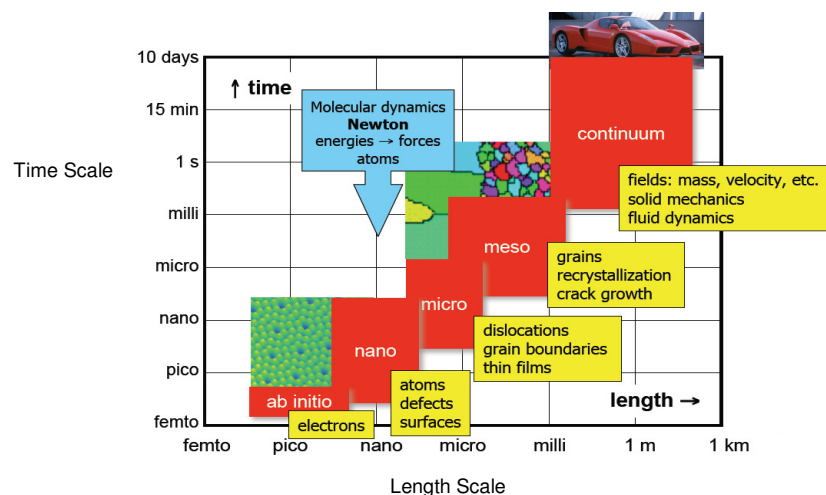 10 days
↑ time
15 min
Molecular dynamics
Newton
energies → forces
atoms
continuum
Time Scale
1 s
fields: mass, velocity, etc.
solid mechanics
fluid dynamics
milli
meso
grains
recrystallization
crack growth
micro
micro
nano
dislocations
grain boundaries
thin films
nano
pico
atoms
defects
surfaces
ab initio
length →
electrons
femto
femto
pico
nano
micro
milli
1 m
1 km
Length Scale